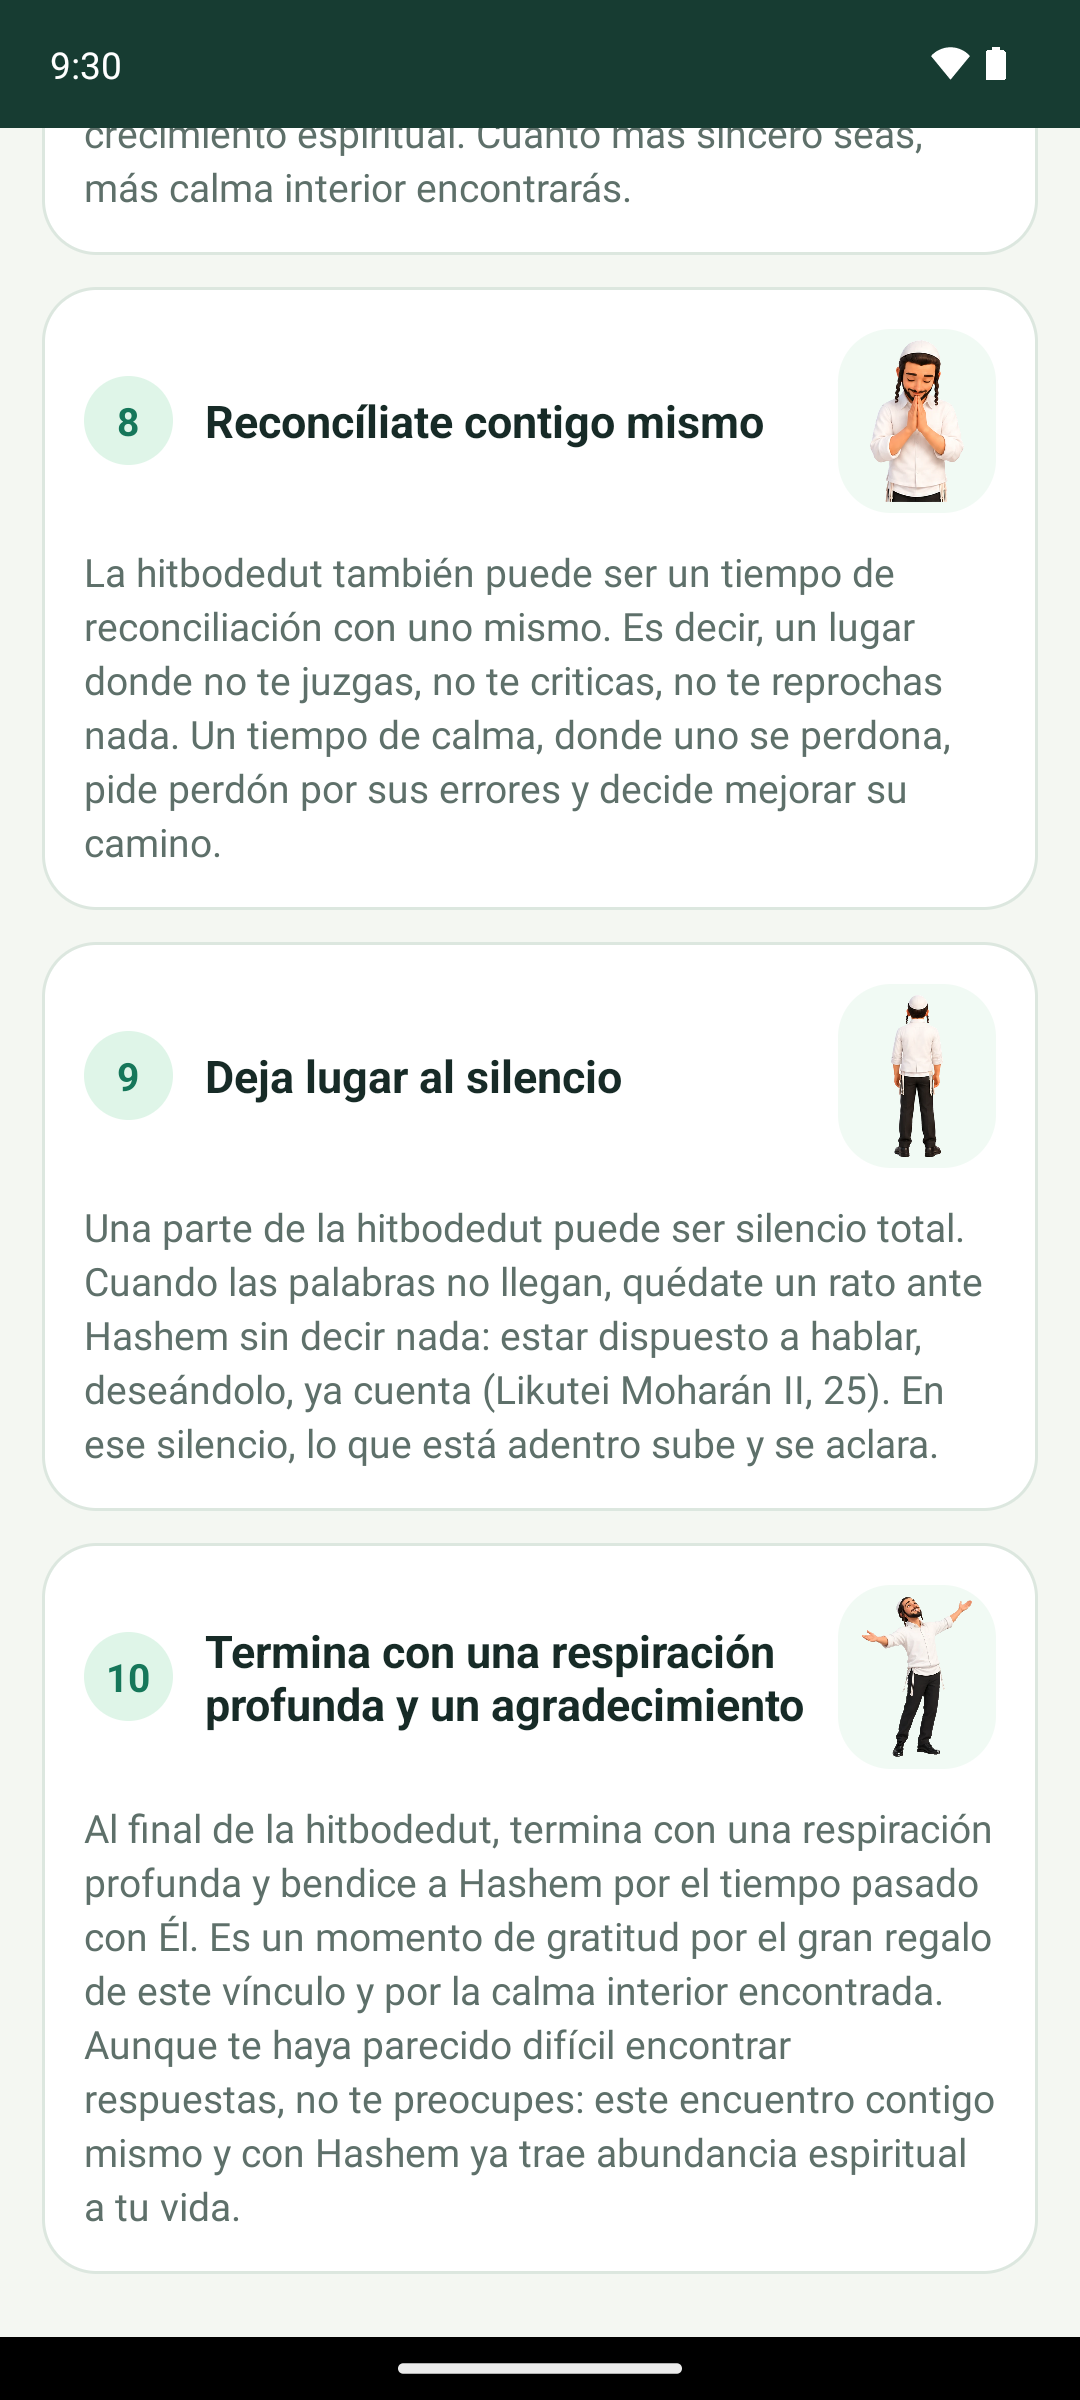 9:30
crecimiento espiritual. Cuanto más sincero seas,
más calma interior encontrarás.
8
Reconcíliate contigo mismo
La hitbodedut también puede ser un tiempo de
reconciliación con uno mismo. Es decir, un lugar
donde no te juzgas, no te criticas, no te reprochas
nada. Un tiempo de calma, donde uno se perdona,
pide perdón por sus errores y decide mejorar su
camino.
9
Deja lugar al silencio
Una parte de la hitbodedut puede ser silencio total.
Cuando las palabras no llegan, quédate un rato ante
Hashem sin decir nada: estar dispuesto a hablar,
deseándolo, ya cuenta (Likutei Moharán II, 25). En
ese silencio, lo que está adentro sube y se aclara.
10
Termina con una respiración
profunda y un agradecimiento
Al final de la hitbodedut, termina con una respiración
profunda y bendice a Hashem por el tiempo pasado
con Él. Es un momento de gratitud por el gran regalo
de este vínculo y por la calma interior encontrada.
Aunque te haya parecido difícil encontrar
respuestas, no te preocupes: este encuentro contigo
mismo y con Hashem ya trae abundancia espiritual
a tu vida.